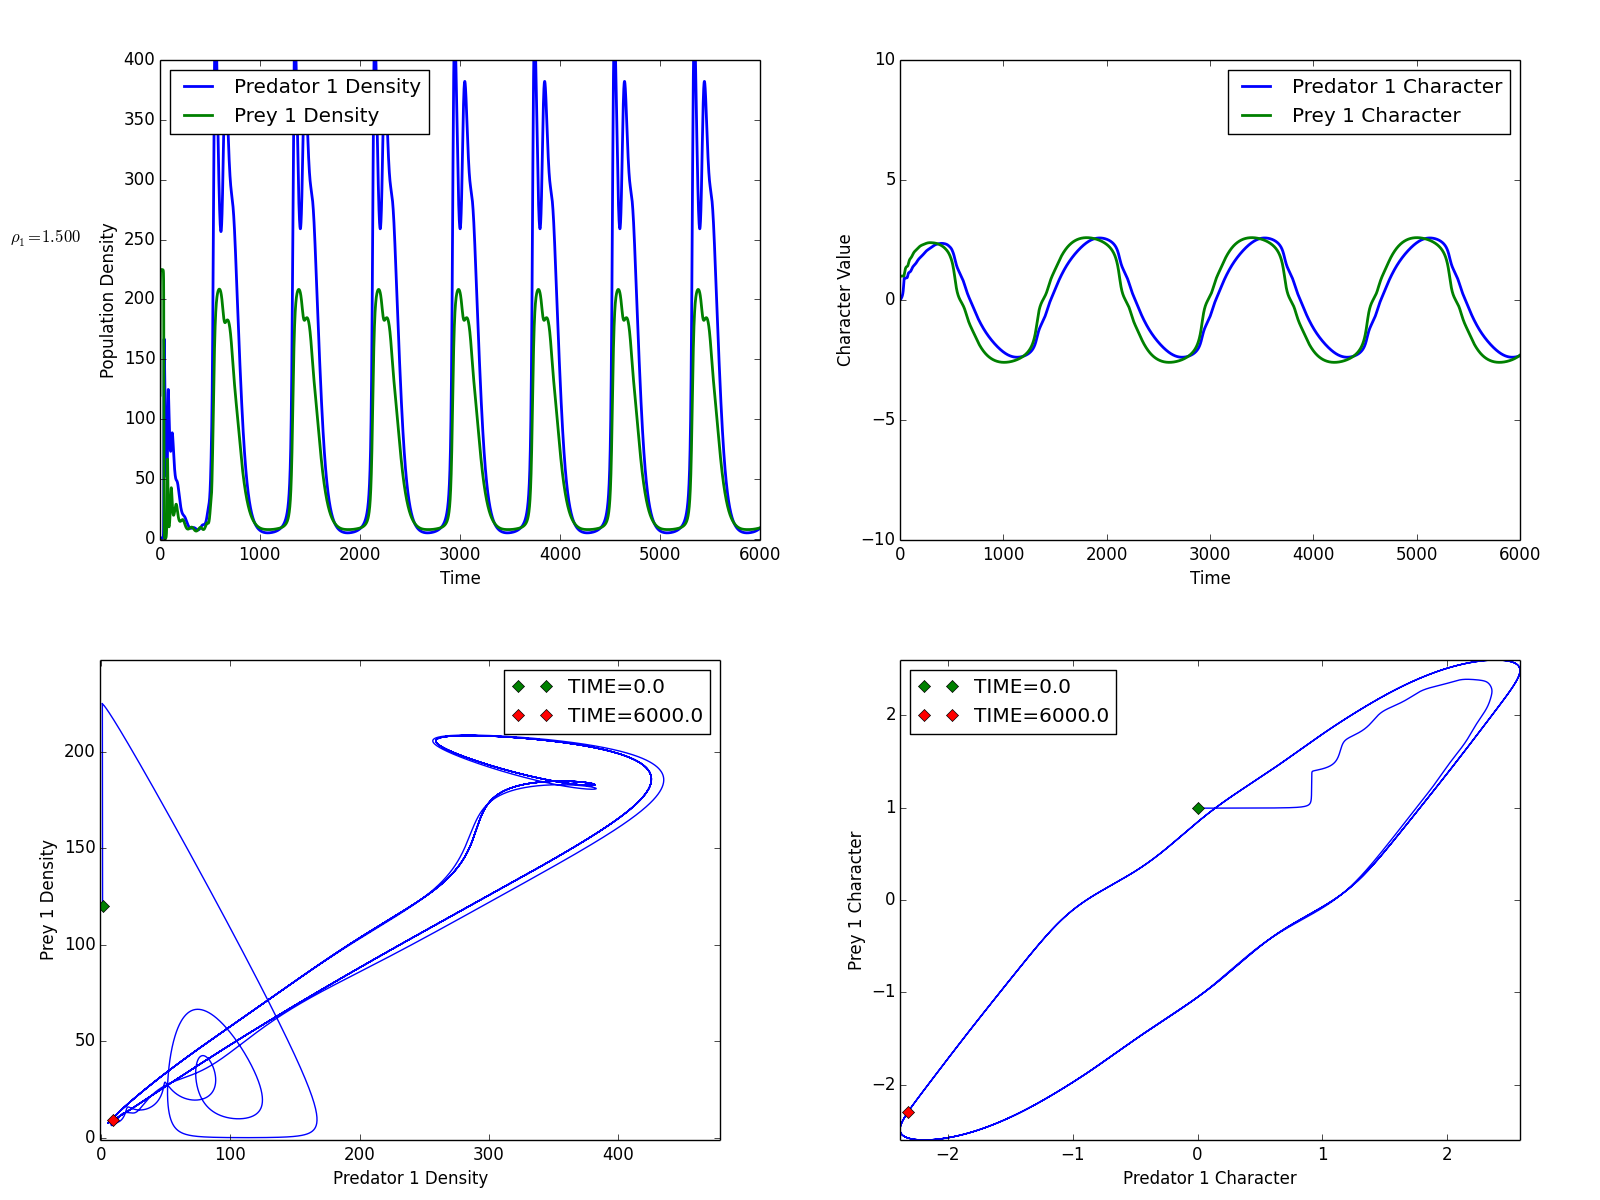 400
350
300
250
200
150
100
50
0
Population Density
Predator 1 Density
Prey 1 Density
0 1000 2000 3000 4000 5000 6000
Time
ρ₁=1.500
10
5
0
−5
−10
Character Value
Predator 1 Character
Prey 1 Character
0 1000 2000 3000 4000 5000 6000
Time
200
150
100
50
0
Prey 1 Density
TIME=0.0
TIME=6000.0
0 100 200 300 400
Predator 1 Density
2
1
0
−1
−2
Prey 1 Character
TIME=0.0
TIME=6000.0
−2 −1 0 1 2
Predator 1 Character